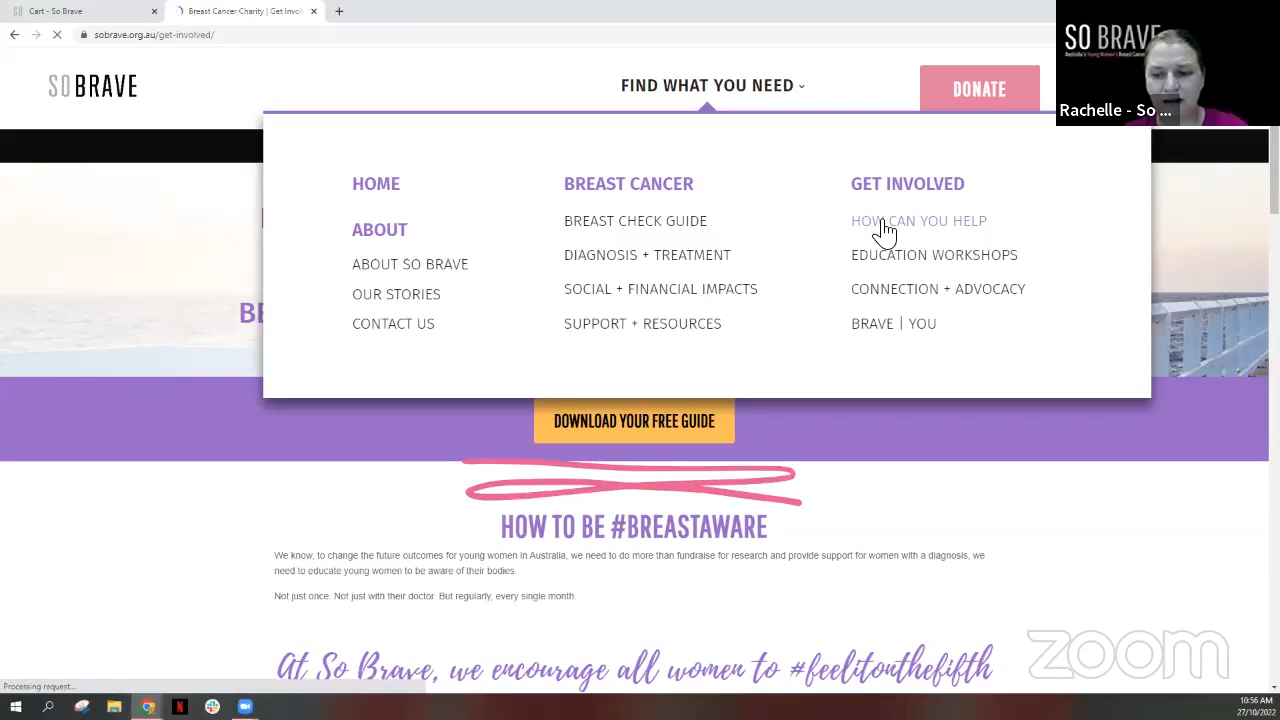 Cart - So Brave
Breast Cancer Charity | Get Invol
sobrave.org.au/get-involved/
SO BRAVE
FIND WHAT YOU NEED
DONATE
SO BRAVE
Australia's Young Women's Breast Cancer
Rachelle - So ...
HOME
ABOUT
ABOUT SO BRAVE
OUR STORIES
CONTACT US
BREAST CANCER
BREAST CHECK GUIDE
DIAGNOSIS + TREATMENT
SOCIAL + FINANCIAL IMPACTS
SUPPORT + RESOURCES
GET INVOLVED
HOW CAN YOU HELP
EDUCATION WORKSHOPS
CONNECTION + ADVOCACY
BRAVE | YOU
BE
DOWNLOAD YOUR FREE GUIDE
HOW TO BE #BREASTAWARE
We know, to change the future outcomes for young women in Australia, we need to do more than fundraise for research and provide support for women with a diagnosis, we
need to educate young women to be aware of their bodies.
Not just once. Not just with their doctor. But regularly, every single month.
At So Brave, we encourage all women to #feelitonthefifth
zoom
Processing request...
10:56 AM
27/10/2022